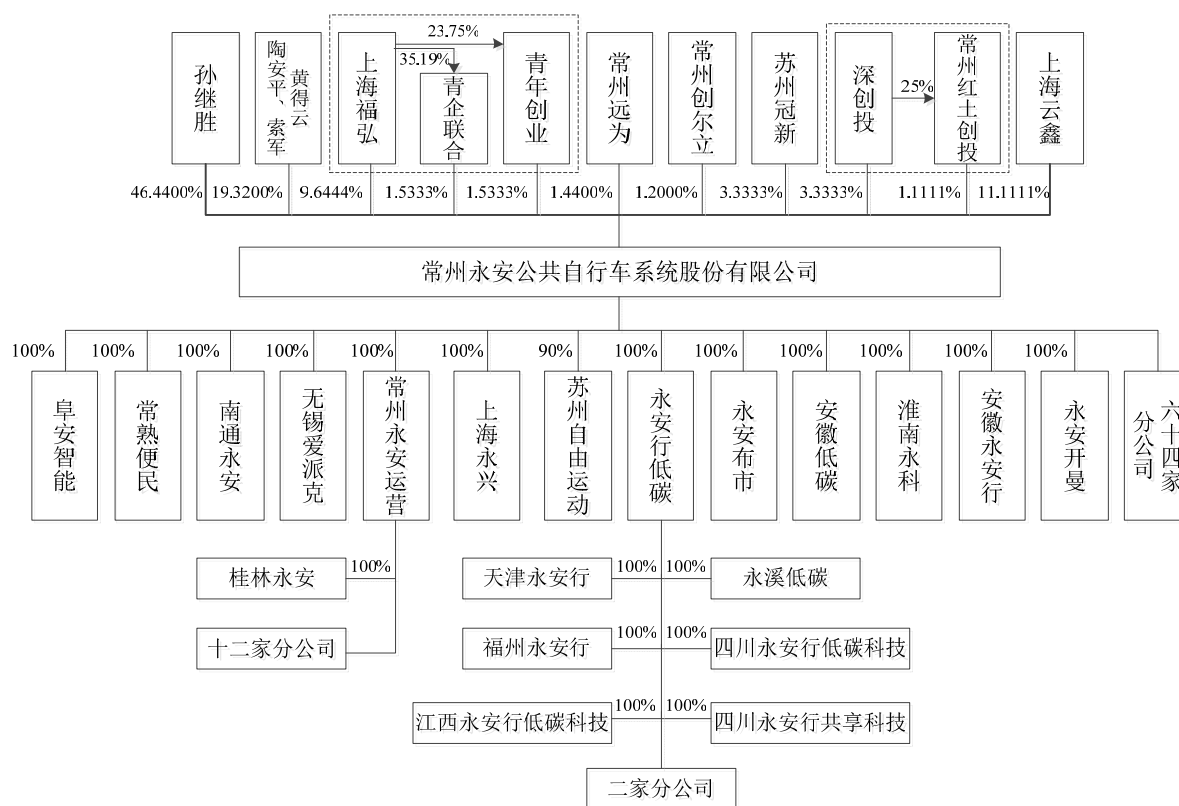 孙继胜
陶安平、索军
黄得云
上海福弘
23.75%
35.19%
青企联合
青年创业
常州远为
常州创尔立
苏州冠新
深创投
25%
常州红土创投
上海云鑫
46.4400%
19.3200%
9.6444%
1.5333%
1.5333%
1.4400%
1.2000%
3.3333%
3.3333%
1.1111%
11.1111%
常州永安公共自行车系统股份有限公司
100%
100%
100%
100%
100%
100%
90%
100%
100%
100%
100%
100%
100%
阜安智能
常熟便民
南通永安
无锡爱派克
常州永安运营
上海永兴
苏州自由运动
永安行低碳
永安布市
安徽低碳
淮南永科
安徽永安行
永安开曼
六十四家
分公司
桂林永安
100%
天津永安行
100%
100%
永溪低碳
十二家分公司
福州永安行
100%
100%
四川永安行低碳科技
江西永安行低碳科技
100%
100%
四川永安行共享科技
二家分公司